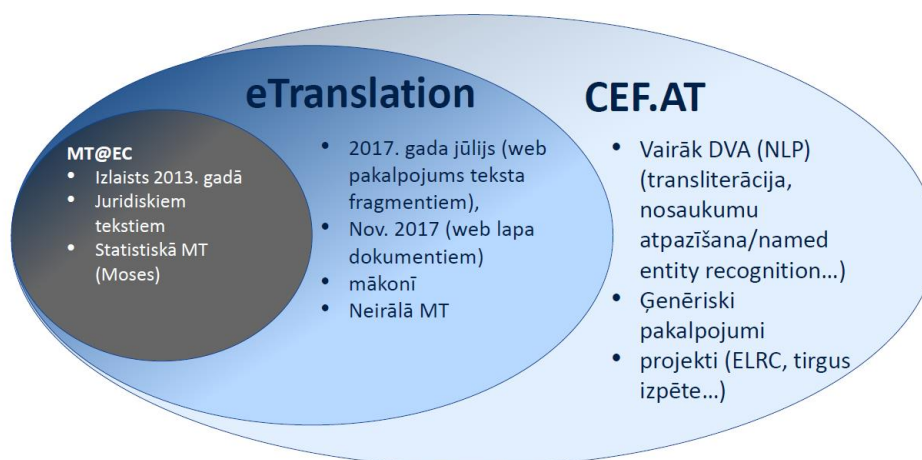 eTranslation
CEF.AT
MT@EC
• Izlaists 2013. gadā
• Juridiskiem
tekstiem
• Statistiskā MT
(Moses)
• 2017. gada jūlijs (web
pakalpojums teksta
fragmentiem),
• Nov. 2017 (web lapa
dokumentiem)
• mākonī
• Neirālā MT
• Vairāk DVA (NLP)
(transliterācija,
nosaukumu
atpazīšana/named
entity recognition…)
• Ģenēriski
pakalpojumi
• projekti (ELRC, tirgus
izpēte…)